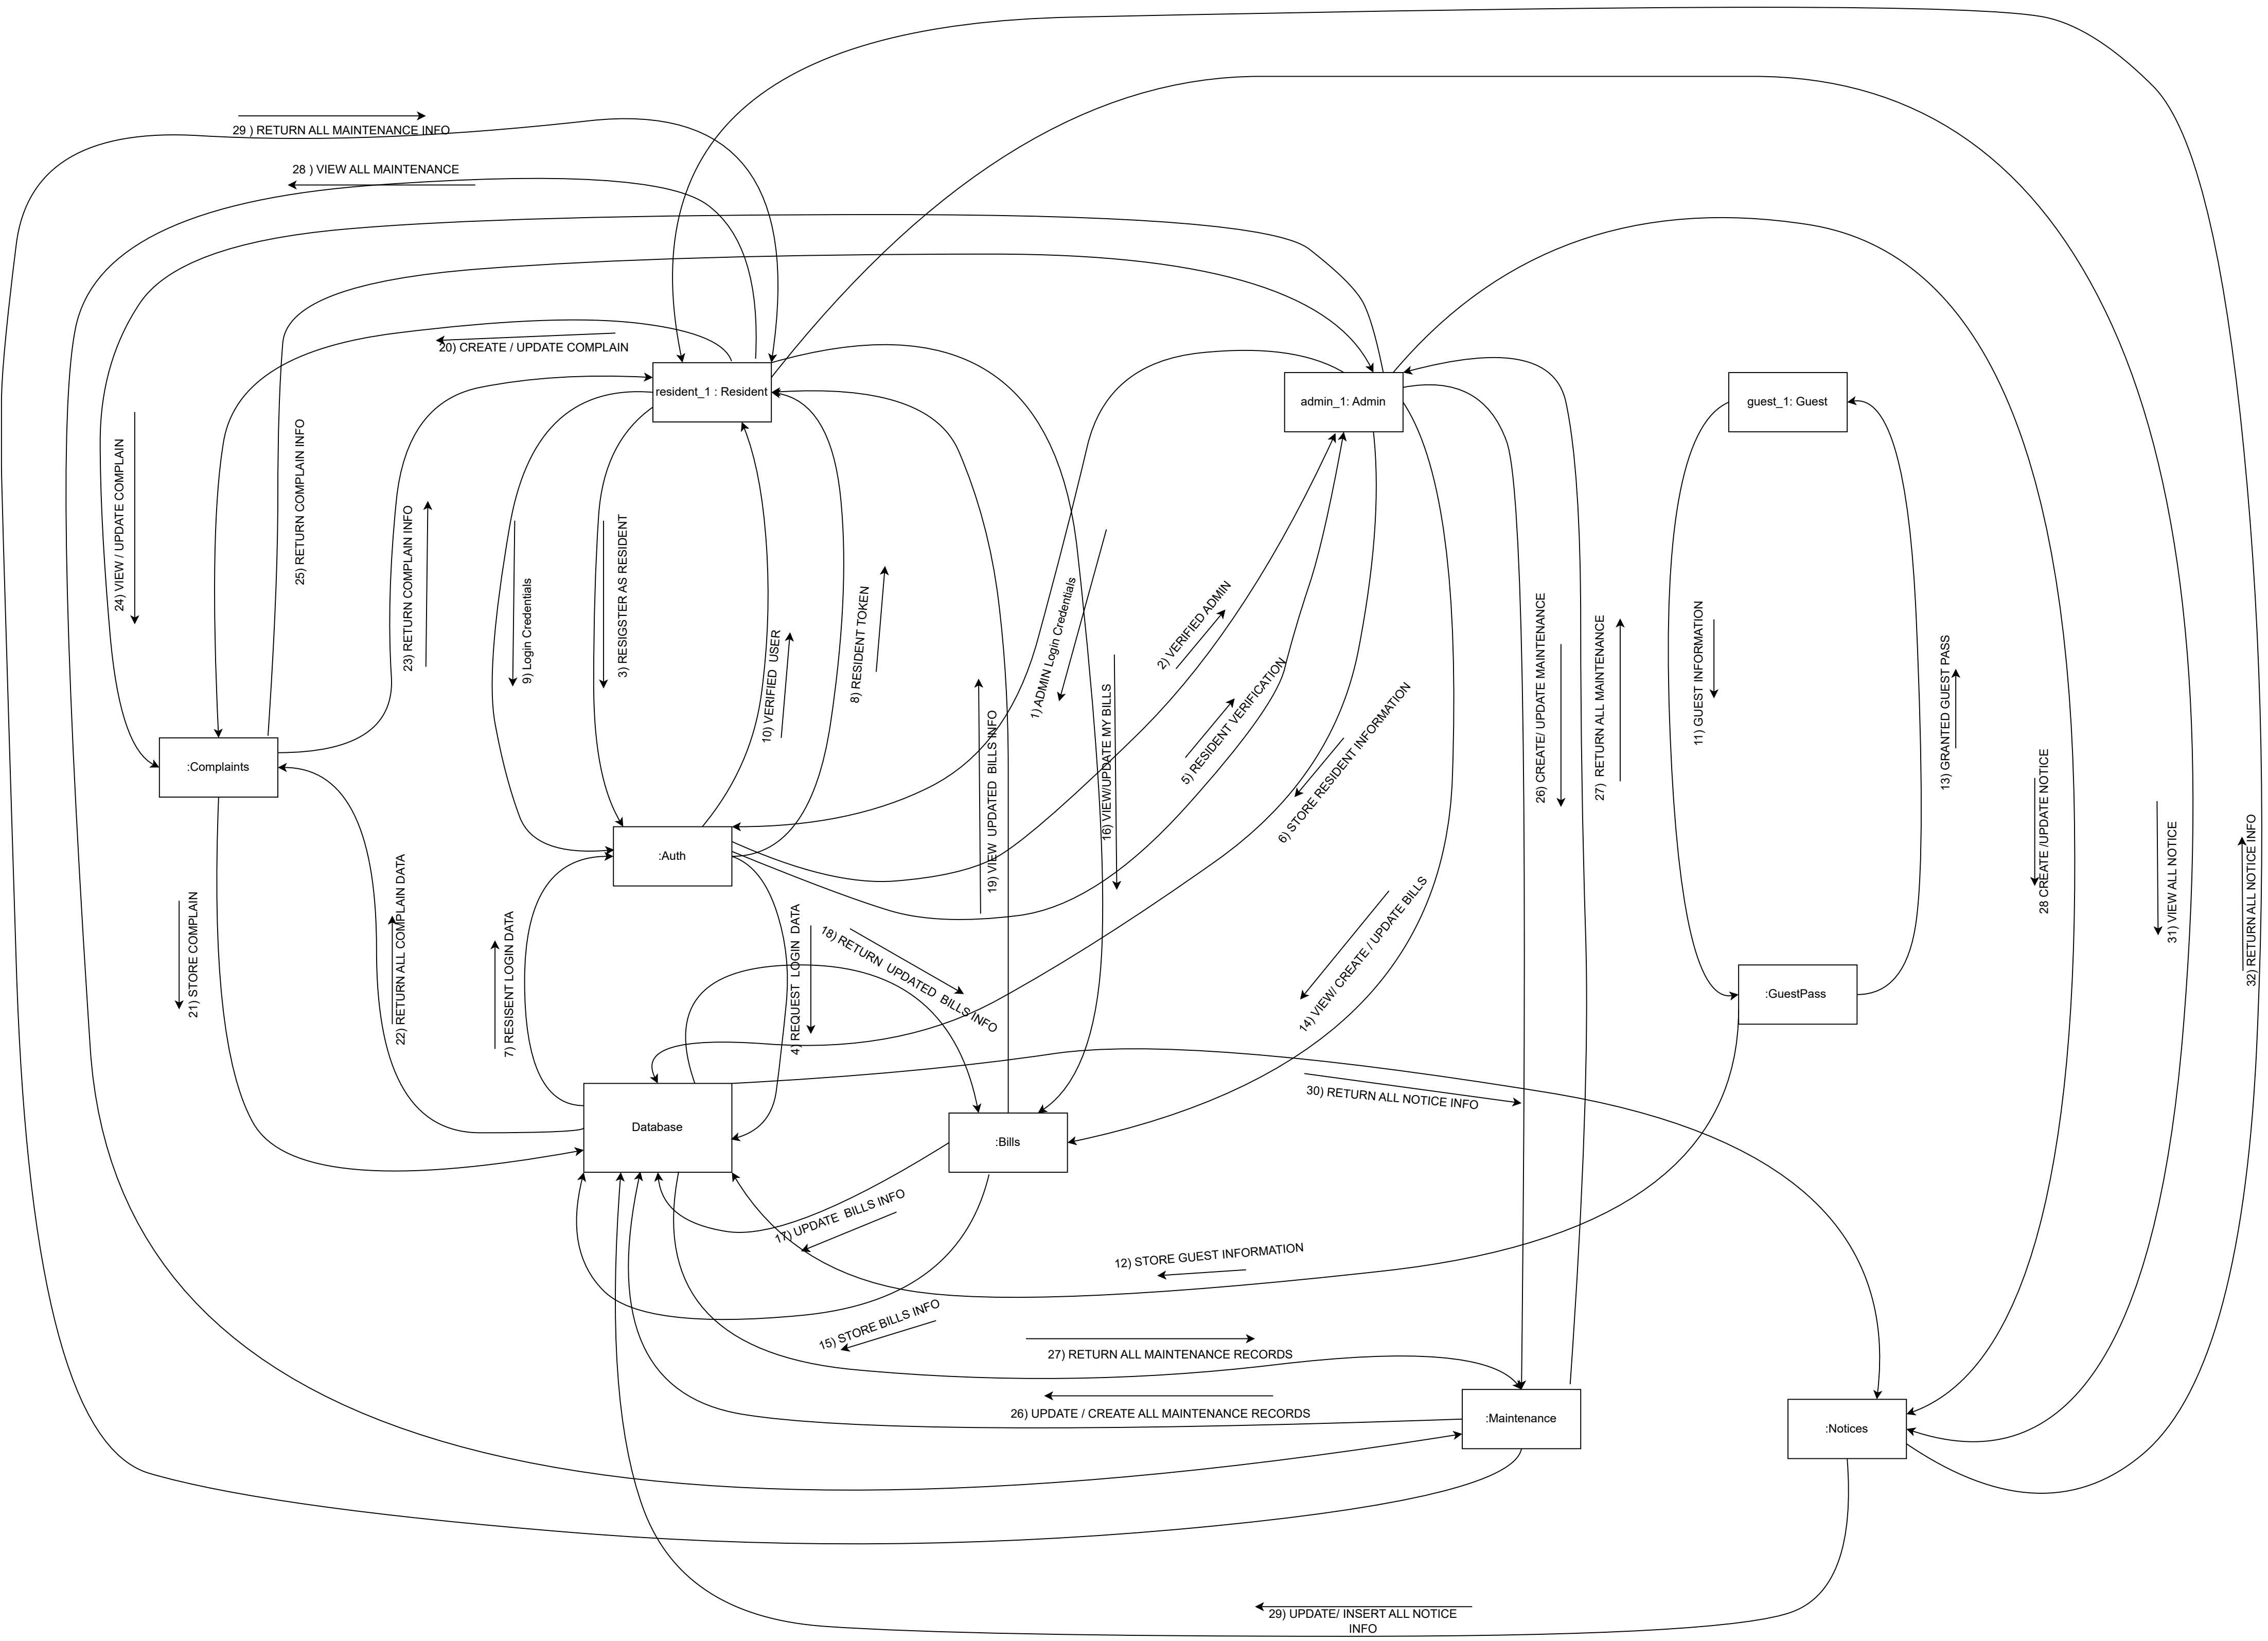 29 ) RETURN ALL MAINTENANCE INFO
28 ) VIEW ALL MAINTENANCE
20) CREATE / UPDATE COMPLAIN
resident_1 : Resident
admin_1: Admin
guest_1: Guest
24) VIEW / UPDATE COMPLAIN
25) RETURN COMPLAIN INFO
23) RETURN COMPLAIN INFO
9) Login Credentials
3) RESIGSTER AS RESIDENT
10) VERIFIED USER
8) RESIDENT TOKEN
19) VIEW UPDATED BILLS INFO
1) ADMIN Login Credentials
16) VIEW/UPDATE MY BILLS
2) VERIFIED ADMIN
5) RESIDENT VERIFICATION
6) STORE RESIDENT INFORMATION
26) CREATE/ UPDATE MAINTENANCE
27) RETURN ALL MAINTENANCE
11) GUEST INFORMATION
13) GRANTED GUEST PASS
28 CREATE /UPDATE NOTICE
31) VIEW ALL NOTICE
32) RETURN ALL NOTICE INFO
:Complaints
:Auth
21) STORE COMPLAIN
22) RETURN ALL COMPLAIN DATA
7) RESISENT LOGIN DATA
4) REQUEST LOGIN DATA
18) RETURN UPDATED BILLS INFO
14) VIEW/ CREATE / UPDATE BILLS
:GuestPass
30) RETURN ALL NOTICE INFO
Database
:Bills
17) UPDATE BILLS INFO
12) STORE GUEST INFORMATION
15) STORE BILLS INFO
27) RETURN ALL MAINTENANCE RECORDS
26) UPDATE / CREATE ALL MAINTENANCE RECORDS
:Maintenance
:Notices
29) UPDATE/ INSERT ALL NOTICE
INFO